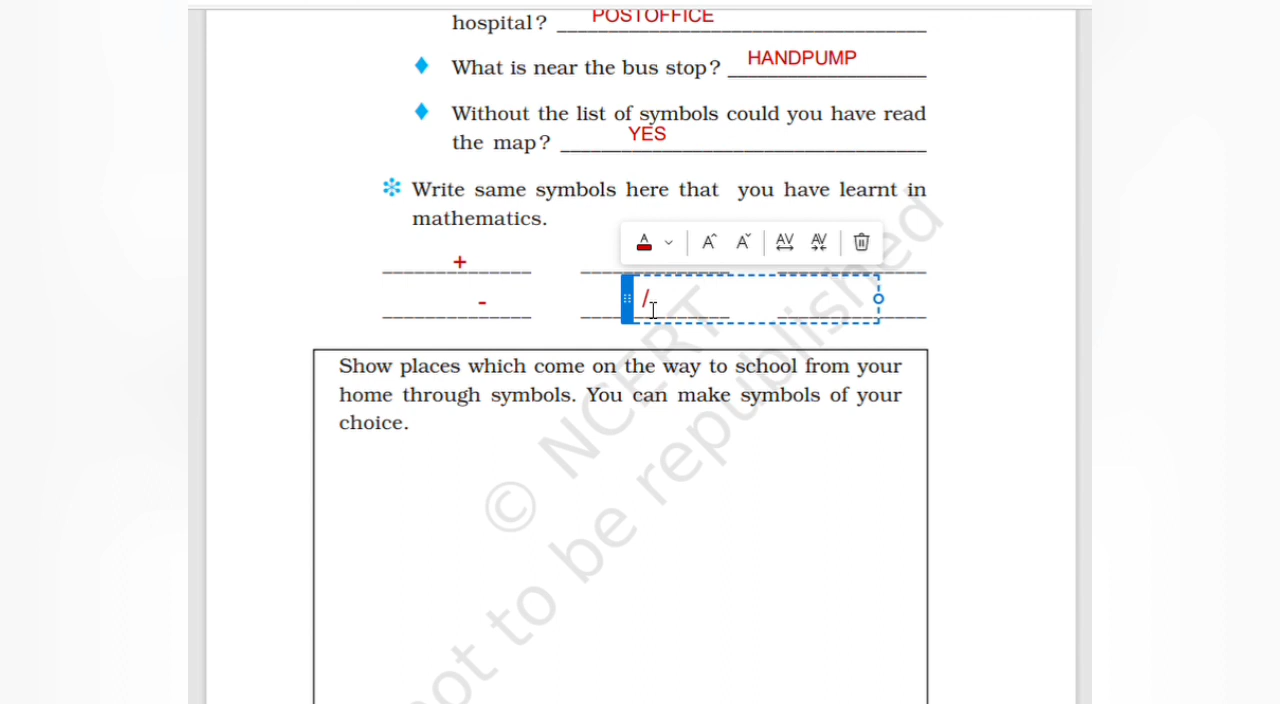 hospital? POSTOFFICE
What is near the bus stop? HANDPUMP
Without the list of symbols could you have read
the map? YES
Write same symbols here that you have learnt in
mathematics.
+
- /
Show places which come on the way to school from your
home through symbols. You can make symbols of your
choice.
© NCERT
not to be republished